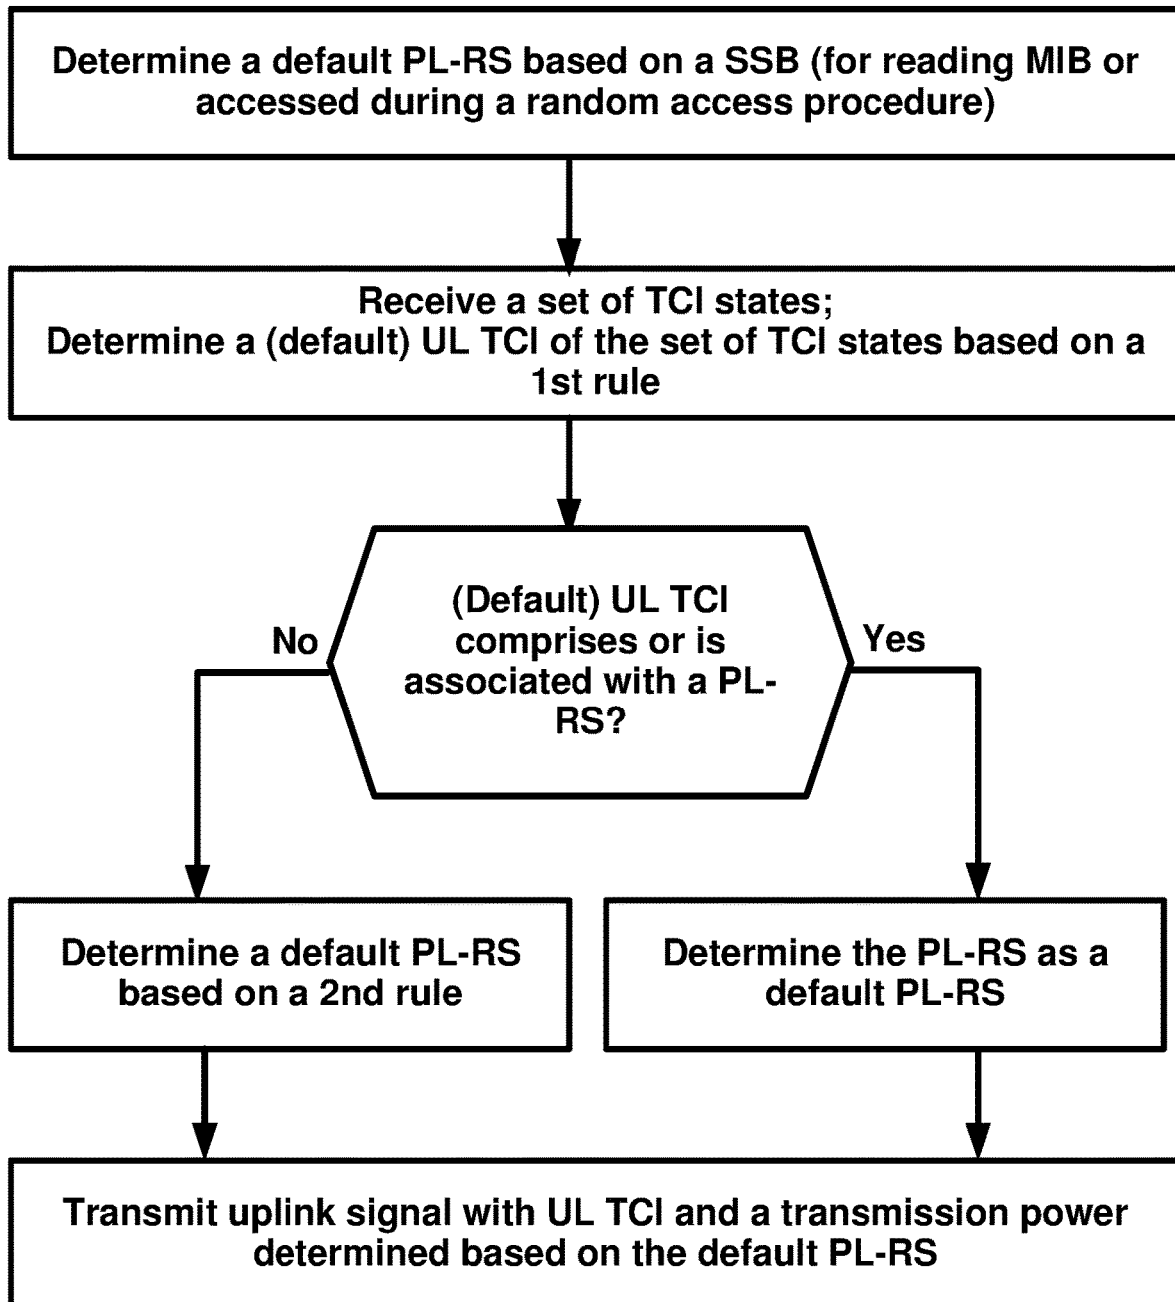 Determine a default PL-RS based on a SSB (for reading MIB or
accessed during a random access procedure)
Receive a set of TCI states;
Determine a (default) UL TCI of the set of TCI states based on a
1st rule
(Default) UL TCI
comprises or is
associated with a PL-
RS?
No
Yes
Determine a default PL-RS
based on a 2nd rule
Determine the PL-RS as a
default PL-RS
Transmit uplink signal with UL TCI and a transmission power
determined based on the default PL-RS